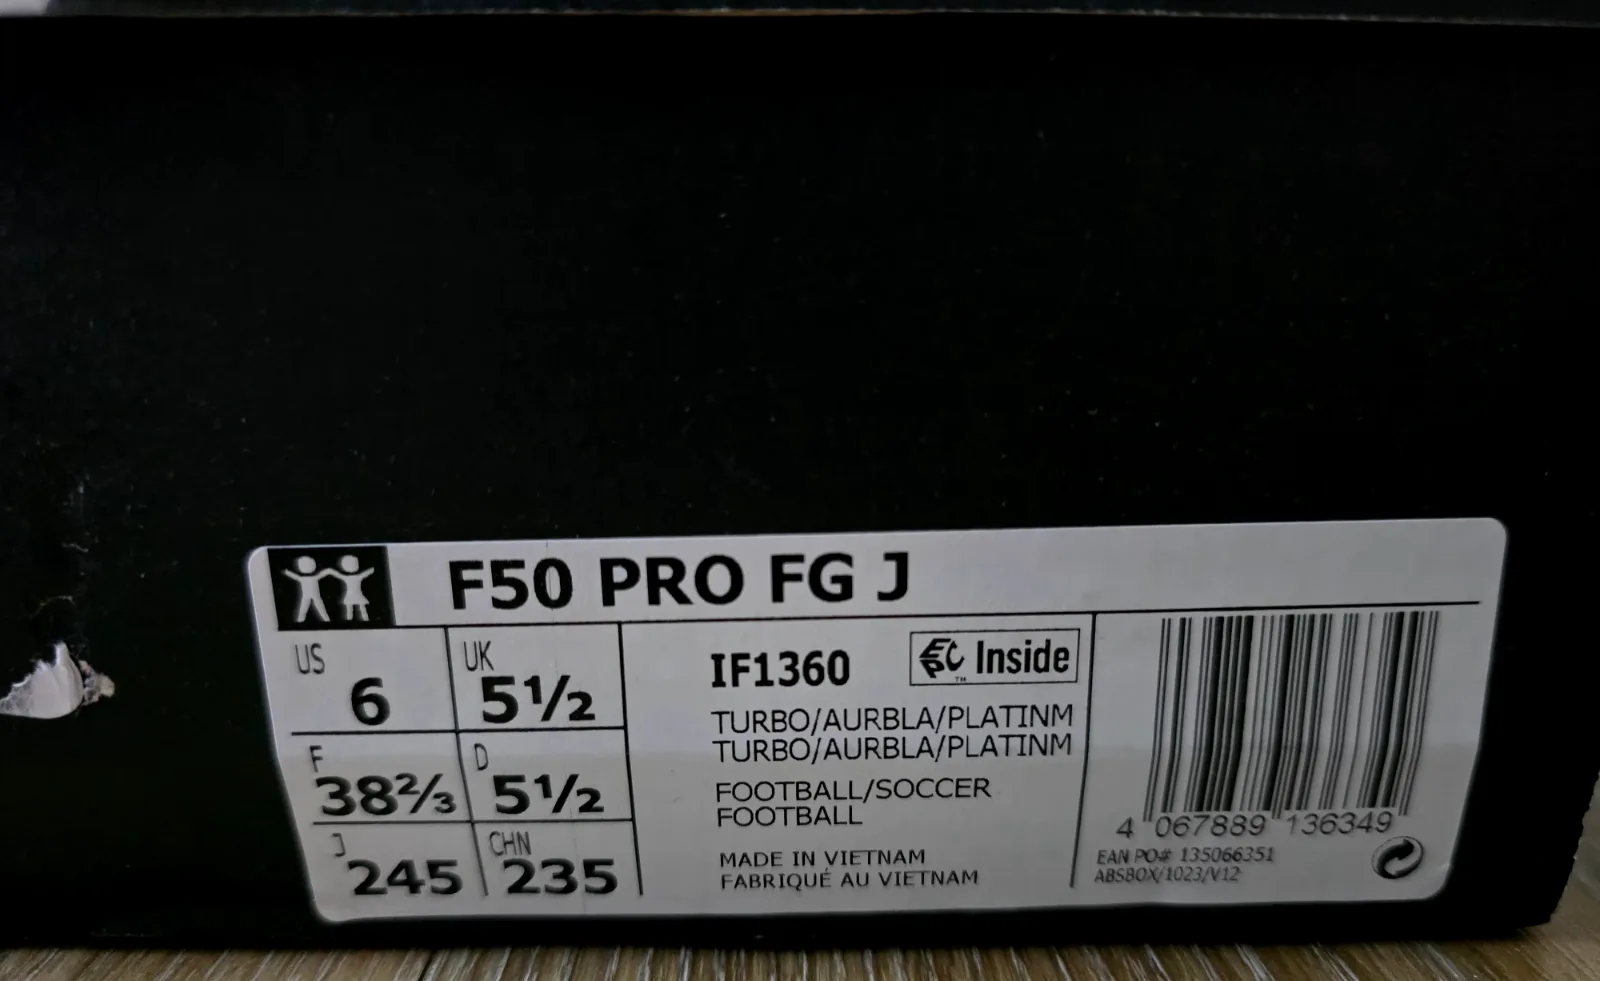 F50 PRO FG J
US
6
UK
5½
F
38⅔
D
5½
J
245
CHN
235
IF1360
EPC Inside
TM
TURBO/AURBLA/PLATINM
TURBO/AURBLA/PLATINM
FOOTBALL/SOCCER
FOOTBALL
MADE IN VIETNAM
FABRIQUÉ AU VIETNAM
4 067889 136349
EAN PO# 135066351
ABSBOX/1023/V12